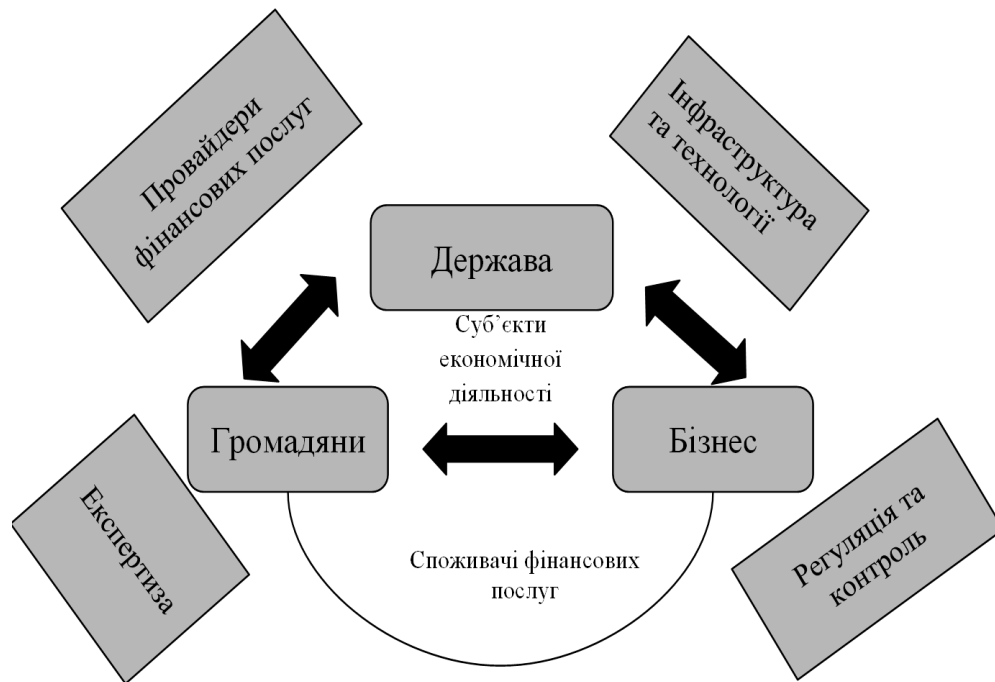 Провайдери
фінансових послуг
Інфраструктура
та технології
Держава
Суб’єкти
економічної
діяльності
Громадяни
Бізнес
Експертиза
Споживачі фінансових
послуг
Регуляція та
контроль